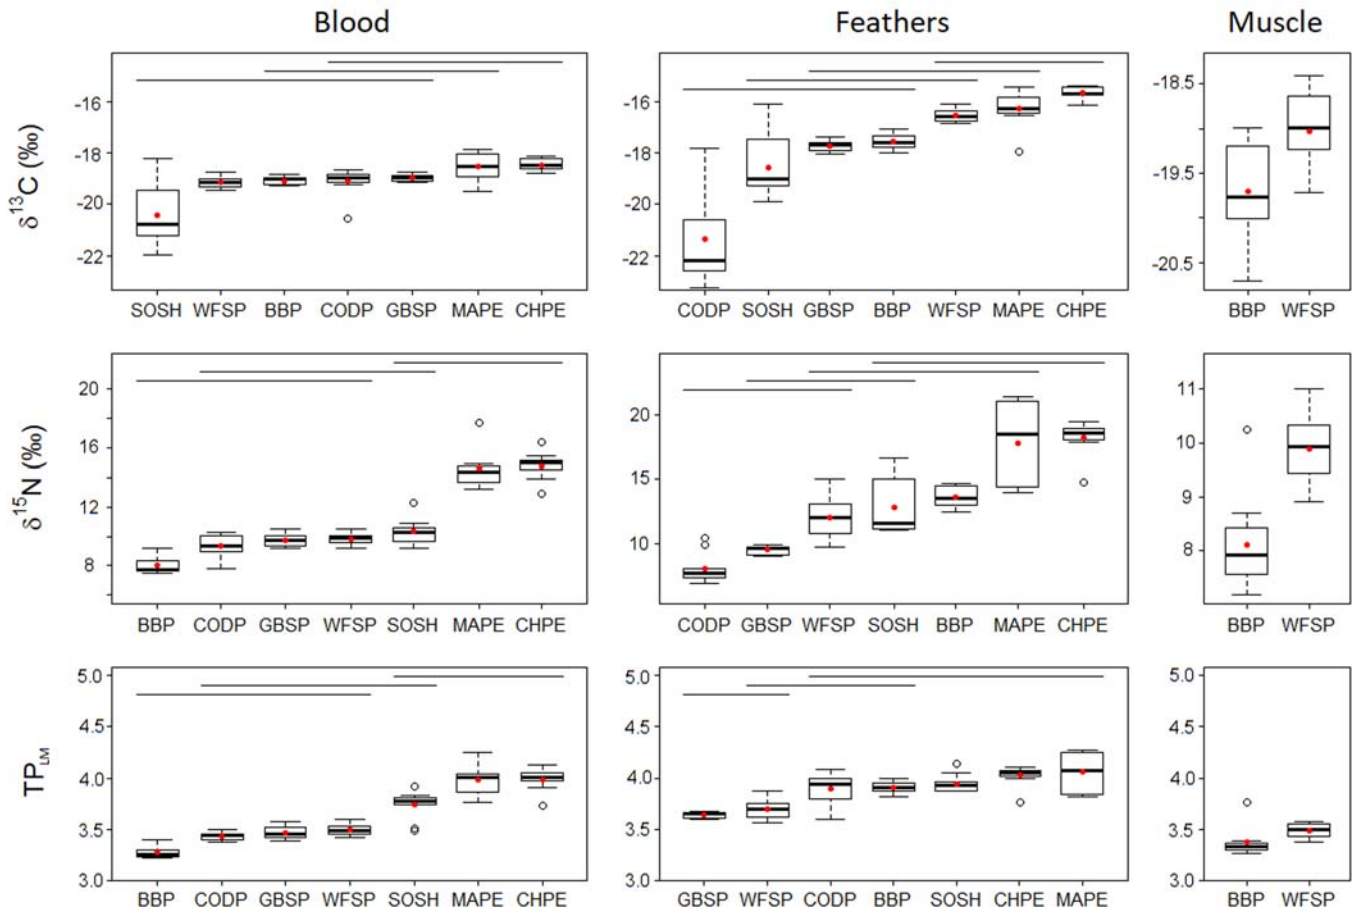 Blood Feathers Muscle
δ¹³C (‰)
-16
-18
-20
-22
SOSH WFSP BBP CODP GBSP MAPE CHPE
-16
-18
-20
-22
CODP SOSH GBSP BBP WFSP MAPE CHPE
-18.5
-19.5
-20.5
BBP WFSP
δ¹⁵N (‰)
20
16
12
8
BBP CODP GBSP WFSP SOSH MAPE CHPE
20
15
10
CODP GBSP WFSP SOSH BBP MAPE CHPE
11
10
9
8
BBP WFSP
TP_LM
5.0
4.5
4.0
3.5
3.0
BBP CODP GBSP WFSP SOSH MAPE CHPE
5.0
4.5
4.0
3.5
3.0
GBSP WFSP CODP BBP SOSH CHPE MAPE
5.0
4.5
4.0
3.5
3.0
BBP WFSP